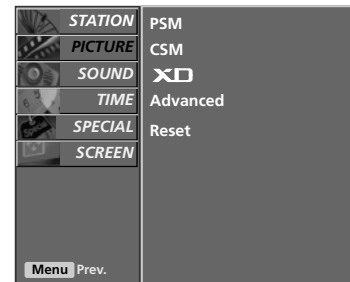 STATION
PICTURE
SOUND
TIME
SPECIAL
SCREEN
Menu Prev.
PSM
CSM
XD
Advanced
Reset